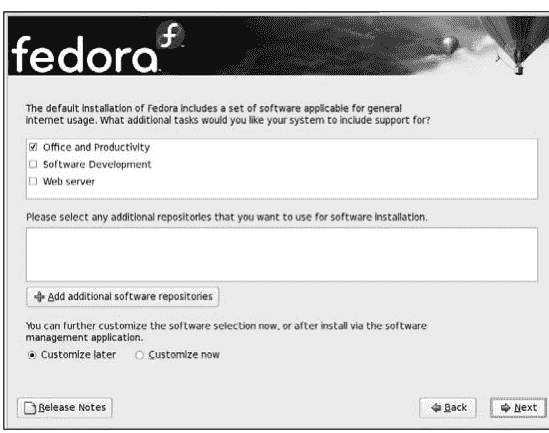 fedora
The default installation of Fedora includes a set of software applicable for general
internet usage. What additional tasks would you like your system to include support for?
Office and Productivity
Software Development
Web server
Please select any additional repositories that you want to use for software installation.
Add additional software repositories
You can further customize the software selection now, or after install via the software
management application.
Customize later Customize now
Release Notes Back Next